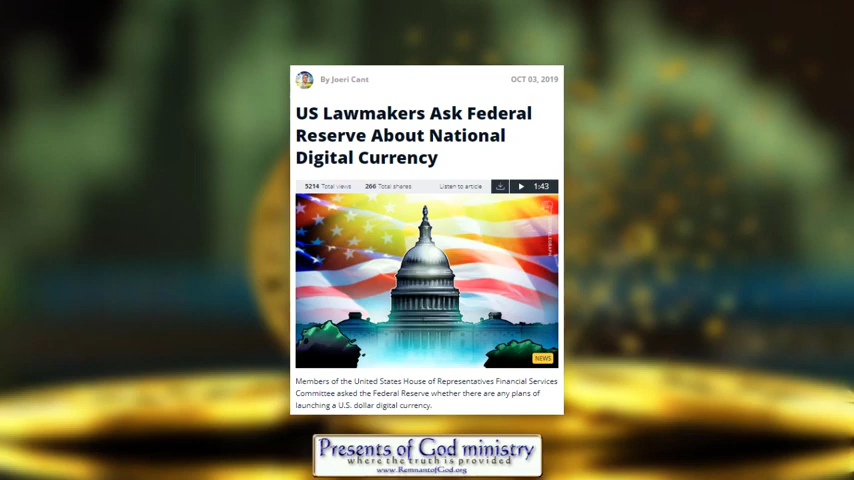 By Joeri Cant OCT 03, 2019
US Lawmakers Ask Federal
Reserve About National
Digital Currency
5214 Total views 266 Total shares Listen to article 1:43
NEWS
Members of the United States House of Representatives Financial Services
Committee asked the Federal Reserve whether there are any plans of
launching a U.S. dollar digital currency.
Presents of God ministry
where the truth is provided
www.RemnantofGod.org